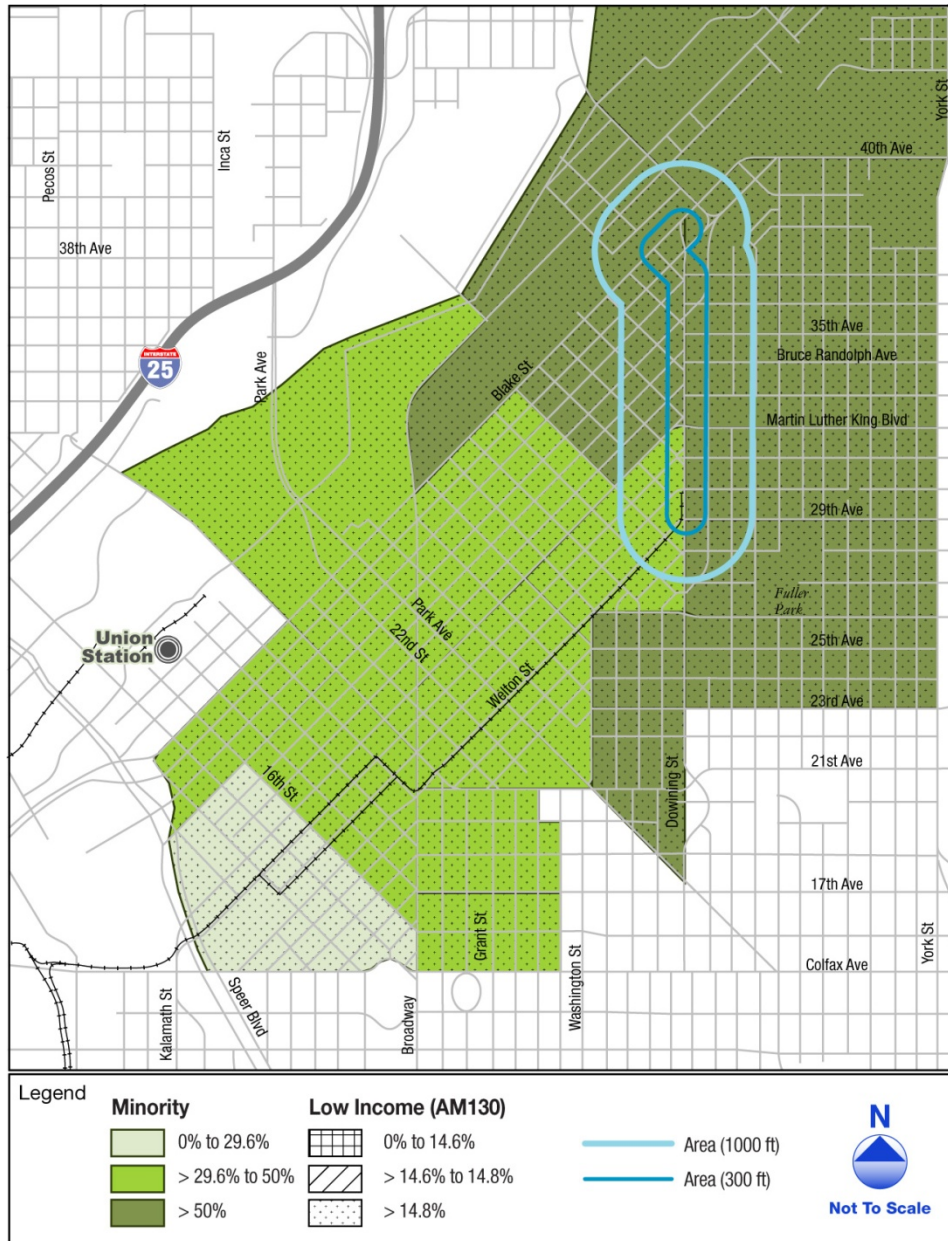 York St
40th Ave
Pecos St
Inca St
38th Ave
35th Ave
Bruce Randolph Ave
INTERSTATE
25
Park Ave
Blake St
Martin Luther King Blvd
29th Ave
Fuller
Park
Park Ave
22nd St
Union
Station
25th Ave
Welton St
23rd Ave
16th St
Dowining St
21st Ave
17th Ave
Grant St
York St
Colfax Ave
Washington St
Kalamath St
Speer Blvd
Broadway
Legend
Minority
0% to 29.6%
> 29.6% to 50%
> 50%
Low Income (AM130)
0% to 14.6%
> 14.6% to 14.8%
> 14.8%
Area (1000 ft)
Area (300 ft)
N
Not To Scale